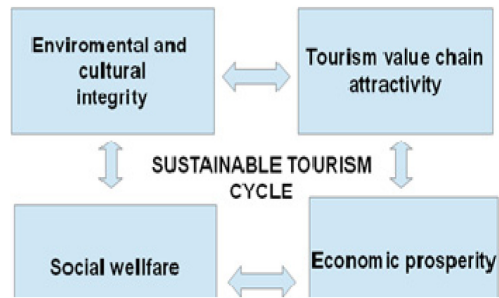 Enviromental and
cultural
integrity
Tourism value chain
attractivity
SUSTAINABLE TOURISM
CYCLE
Social wellfare
Economic prosperity